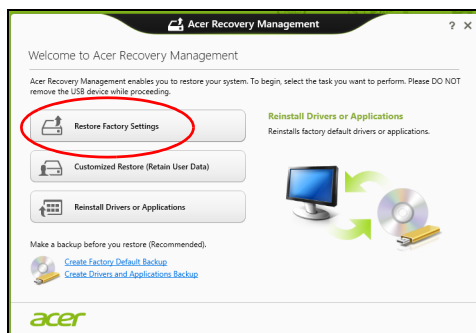 Acer Recovery Management
? X
Welcome to Acer Recovery Management
Acer Recovery Management enables you to restore your system. To begin, select the task you want to perform. Please DO NOT
remove the USB device while proceeding.
Restore Factory Settings
Reinstall Drivers or Applications
Reinstalls factory default drivers or applications.
Customized Restore (Retain User Data)
Reinstall Drivers or Applications
Make a backup before you restore (Recommended).
Create Factory Default Backup
Create Drivers and Applications Backup
acer